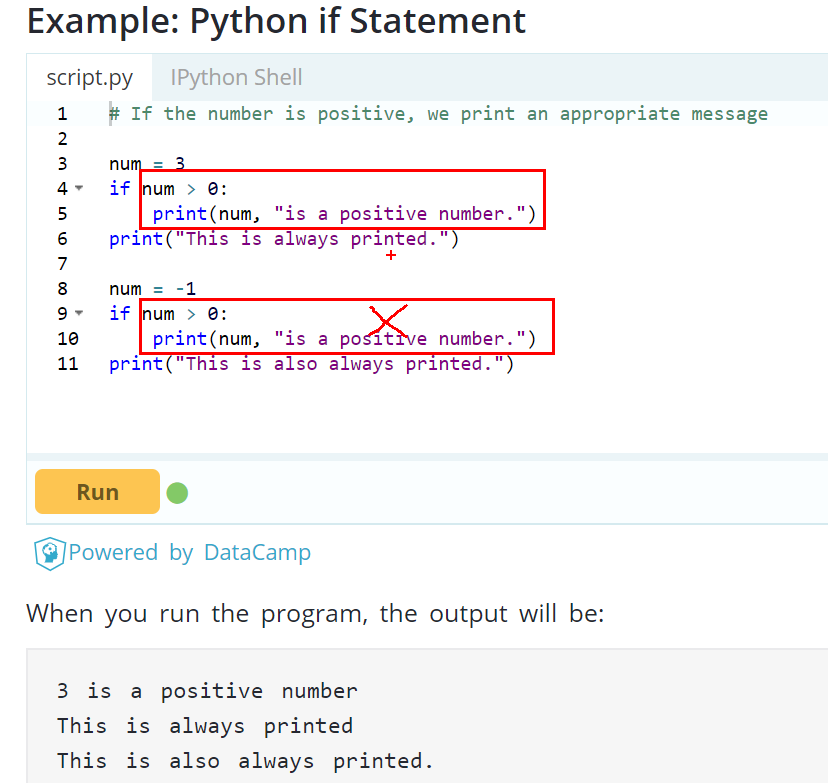 Example: Python if Statement
script.py IPython Shell
1 # If the number is positive, we print an appropriate message
2
3 num = 3
4 if num > 0:
5 print(num, "is a positive number.")
6 print("This is always printed.")
7
8 num = -1
9 if num > 0:
10 print(num, "is a positive number.")
11 print("This is also always printed.")
Run
Powered by DataCamp
When you run the program, the output will be:
3 is a positive number
This is always printed
This is also always printed.